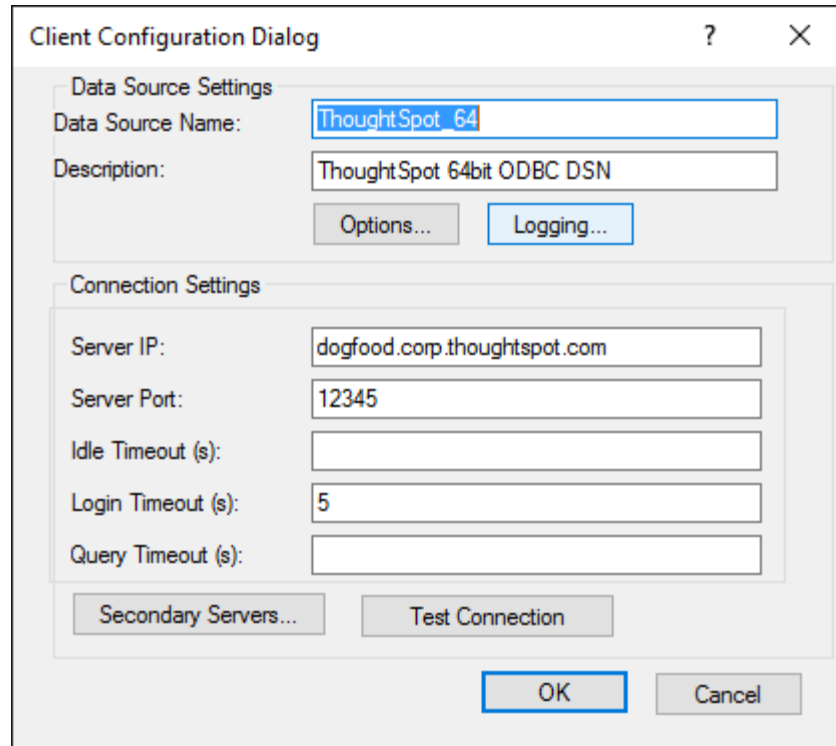 Client Configuration Dialog ?
Data Source Settings
Data Source Name: ThoughtSpot_64
Description: ThoughtSpot 64bit ODBC DSN
Options... Logging...
Connection Settings
Server IP: dogfood.corp.thoughtspot.com
Server Port: 12345
Idle Timeout (s):
Login Timeout (s): 5
Query Timeout (s):
Secondary Servers... Test Connection
OK Cancel